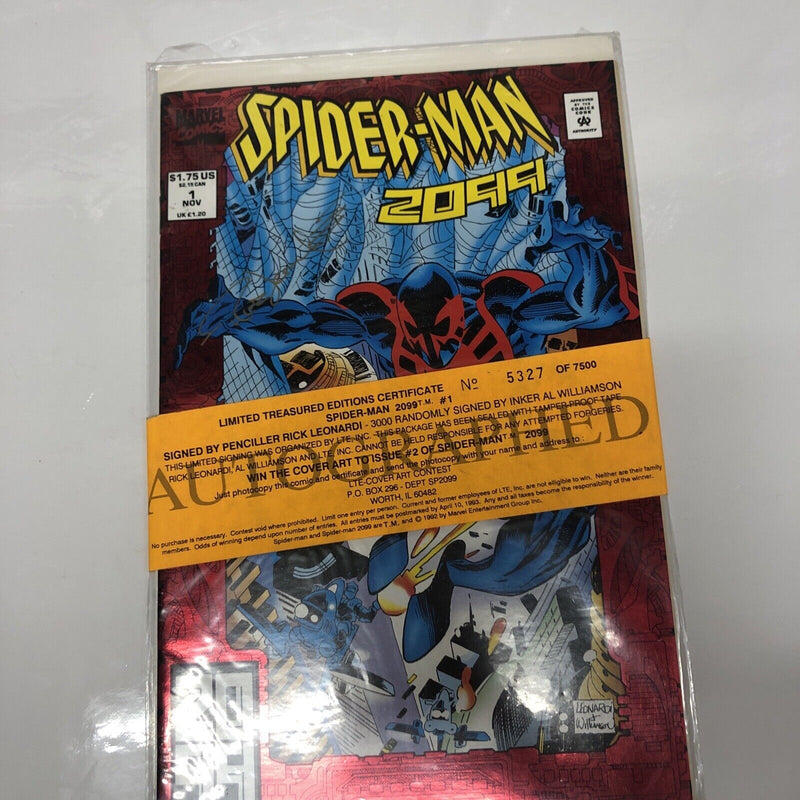 MARVEL
COMICS
SPIDER-MAN
2099
APPROVED
BY THE
COMICS
CODE
CA
AUTHORITY
$1.75 US
$2.15 CAN
1
NOV
UK £1.20
LIMITED TREASURED EDITIONS CERTIFICATE
No 5327 OF 7500
SPIDER-MAN 2099 T.M. #1
SIGNED BY PENCILLER RICK LEONARDI - 3000 RANDOMLY SIGNED BY INKER AL WILLIAMSON
THIS LIMITED SIGNING WAS ORGANIZED BY LTE, INC. THIS PACKAGE HAS BEEN SEALED WITH TAMPER-PROOF TAPE
RICK LEONARDI, AL WILLIAMSON AND LTE, INC. CANNOT BE HELD RESPONSIBLE FOR ANY ATTEMPTED FORGERIES.
WIN THE COVER ART TO ISSUE #2 OF SPIDER-MAN 2099
Just photocopy this comic and certificate and send the photocopy with your name and address to:
LTE-COVER ART CONTEST
P.O. BOX 296 - DEPT SP2099
WORTH, IL 60482
AUTOGRAPHED
No purchase is necessary. Contest void where prohibited. Limit one entry per person. Current and former employees of LTE, Inc. are not eligible to win. Neither are their family
members. Odds of winning depend upon number of entries. All entries must be postmarked by April 10, 1993. Any and all taxes become the responsibility of the winner.
Spider-man and Spider-man 2099 are T.M., and © 1992 by Marvel Entertainment Group Inc.
LEONARDI
+
Williamson